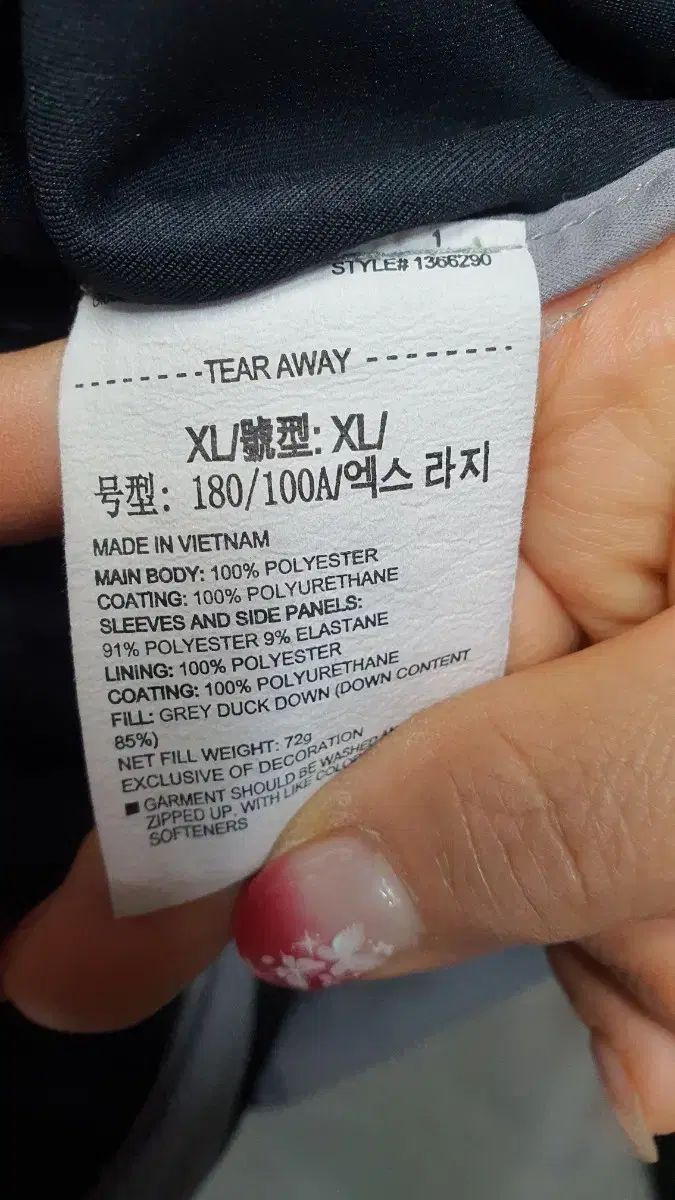 1
STYLE# 1366290
--------TEAR AWAY --------
XL/號型: XL/
号型: 180/100A/엑스 라지
MADE IN VIETNAM
MAIN BODY: 100% POLYESTER
COATING: 100% POLYURETHANE
SLEEVES AND SIDE PANELS:
91% POLYESTER 9% ELASTANE
LINING: 100% POLYESTER
COATING: 100% POLYURETHANE
FILL: GREY DUCK DOWN (DOWN CONTENT
85%)
NET FILL WEIGHT: 72g
EXCLUSIVE OF DECORATION
■ GARMENT SHOULD BE WASHED
ZIPPED UP, WITH LIKE
SOFTENERS